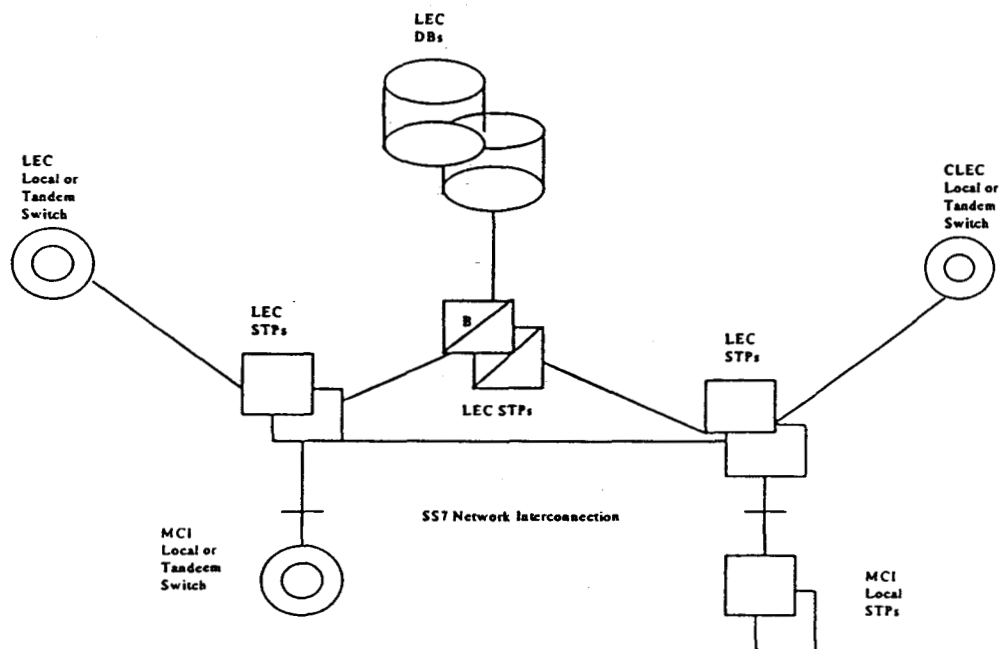 LEC
DBs
LEC
Local or
Tandem
Switch
CLEC
Local or
Tandem
Switch
LEC
STPs
B
LEC
STPs
LEC STPs
SS7 Network Interconnection
MCI
Local or
Tandeem
Switch
MCI
Local
STPs